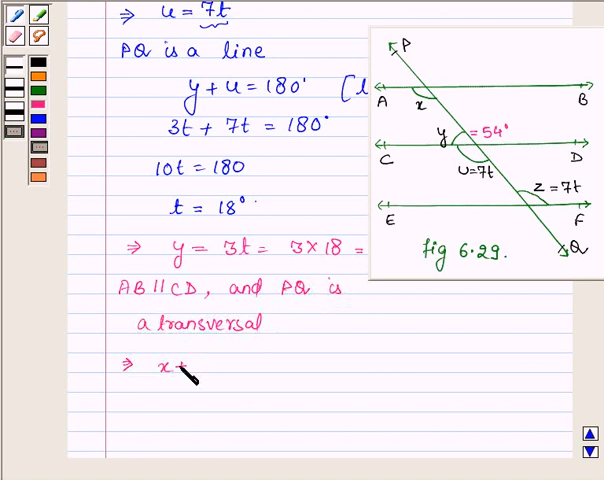 ⇒ u = 7t
PQ is a line
y + u = 180°
3t + 7t = 180°
10t = 180
t = 18°
⇒ y = 3t = 3 × 18 =
AB || CD, and PQ is
a transversal
⇒ x +
P
A
B
x
y = 54°
C
D
u=7t
z = 7t
E
F
Q
fig 6.29.